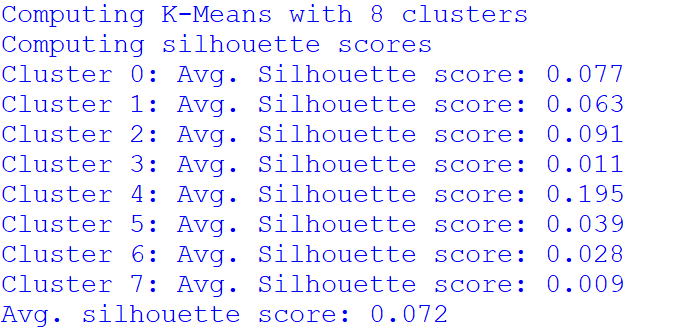 Computing K-Means with 8 clusters
Computing silhouette scores
Cluster 0: Avg. Silhouette score: 0.077
Cluster 1: Avg. Silhouette score: 0.063
Cluster 2: Avg. Silhouette score: 0.091
Cluster 3: Avg. Silhouette score: 0.011
Cluster 4: Avg. Silhouette score: 0.195
Cluster 5: Avg. Silhouette score: 0.039
Cluster 6: Avg. Silhouette score: 0.028
Cluster 7: Avg. Silhouette score: 0.009
Avg. silhouette score: 0.072